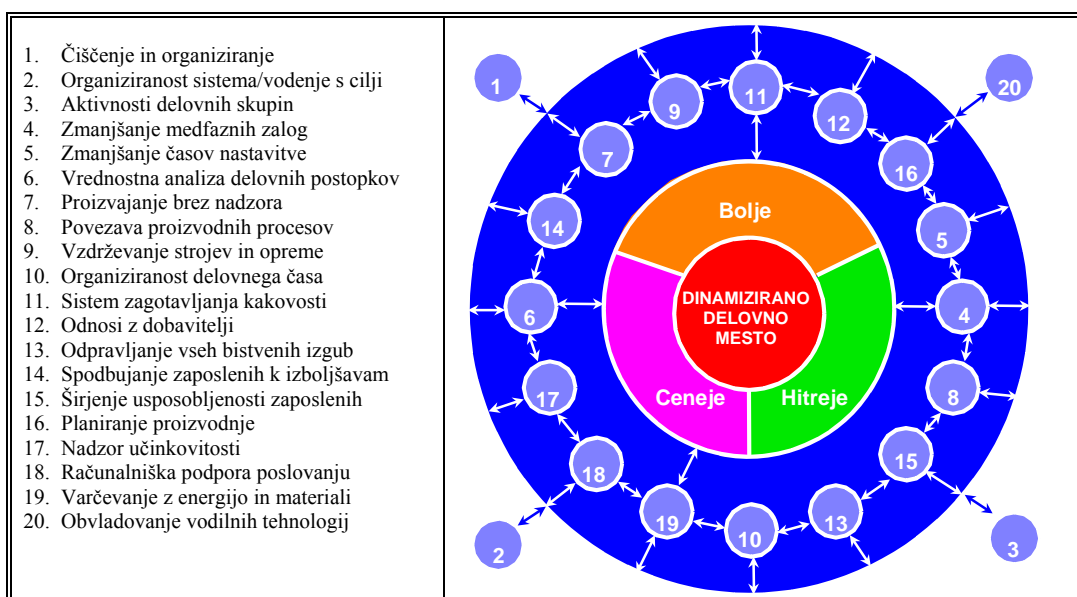 1. Čiščenje in organiziranje
2. Organiziranost sistema/vodenje s cilji
3. Aktivnosti delovnih skupin
4. Zmanjšanje medfaznih zalog
5. Zmanjšanje časov nastavitve
6. Vrednostna analiza delovnih postopkov
7. Proizvajanje brez nadzora
8. Povezava proizvodnih procesov
9. Vzdrževanje strojev in opreme
10. Organiziranost delovnega časa
11. Sistem zagotavljanja kakovosti
12. Odnosi z dobavitelji
13. Odpravljanje vseh bistvenih izgub
14. Spodbujanje zaposlenih k izboljšavam
15. Širjenje usposobljenosti zaposlenih
16. Planiranje proizvodnje
17. Nadzor učinkovitosti
18. Računalniška podpora poslovanju
19. Varčevanje z energijo in materiali
20. Obvladovanje vodilnih tehnologij
1
20
9
11
12
7
16
14
5
Bolje
6
4
DINAMIZIRANO
DELOVNO
MESTO
17
8
Ceneje
Hitreje
18
15
19
10
13
2
3